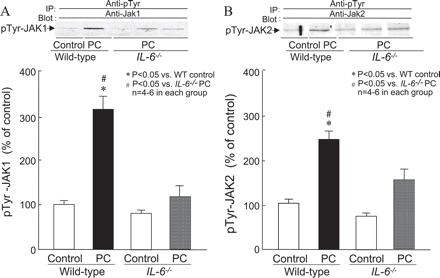 A
IP: Anti-pTyr
Blot: Anti-Jak1
pTyr-JAK1
Control PC PC
Wild-type IL-6-/-
* P<0.05 vs. WT control
# P<0.05 vs. IL-6-/- PC
n=4-6 in each group
pTyr -JAK1 (% of control)
400
300
200
100
0
#
*
Control PC Control PC
Wild-type IL-6-/-
B
IP: Anti-pTyr
Blot: Anti-Jak2
pTyr-JAK2
Control PC PC
Wild-type IL-6-/-
* P<0.05 vs. WT control
# P<0.05 vs. IL-6-/- PC
n=4-6 in each group
pTyr-JAK2 (% of control)
400
300
200
100
0
#
*
Control PC Control PC
Wild-type IL-6-/-